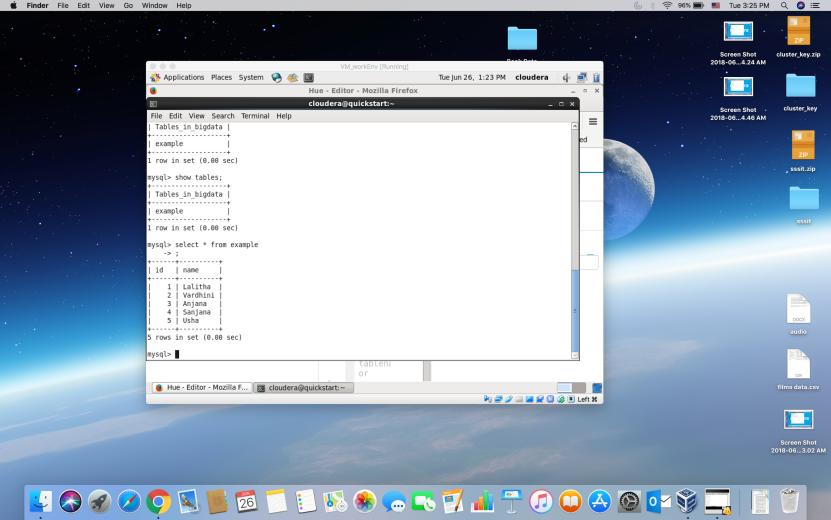 Finder File Edit View Go Window Help
96% Tue 3:25 PM
VM_workEnv [Running]
Applications Places System
Tue Jun 26, 1:23 PM cloudera
Hue - Editor - Mozilla Firefox
cloudera@quickstart:~
File Edit View Search Terminal Help
ed
| Tables_in_bigdata |
+-------------------+
| example           |
+-------------------+
1 row in set (0.00 sec)
mysql> show tables;
+-------------------+
| Tables_in_bigdata |
+-------------------+
| example           |
+-------------------+
1 row in set (0.00 sec)
mysql> select * from example
    -> ;
+------+----------+
| id   | name     |
+------+----------+
|    1 | Lalitha  |
|    2 | Vardhini |
|    3 | Anjana   |
|    4 | Sanjana  |
|    5 | Usha     |
+------+----------+
5 rows in set (0.00 sec)
mysql>
or
Hue - Editor - Mozilla F...
cloudera@quickstart:~
Left ⌘
Screen Shot
2018-06...4.24 AM
ZIP
cluster_key.zip
Screen Shot
2018-06...4.46 AM
cluster_key
ZIP
sssit.zip
sssit
DOCX
audio
films data.csv
Screen Shot
2018-06...3.02 AM
26